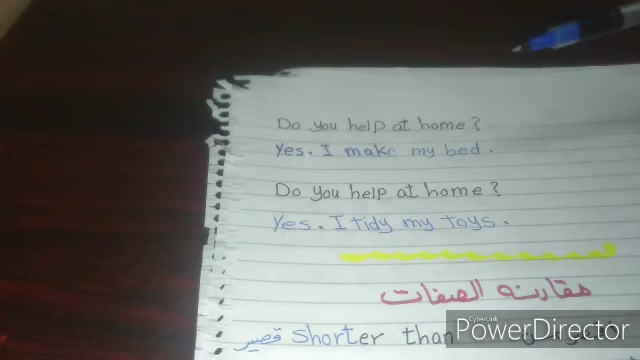 Do you help at home?
Yes. I make my bed.
Do you help at home?
Yes. I tidy my toys.
مقارنه الصفات
قصير shorter than
CyberLink
PowerDirector